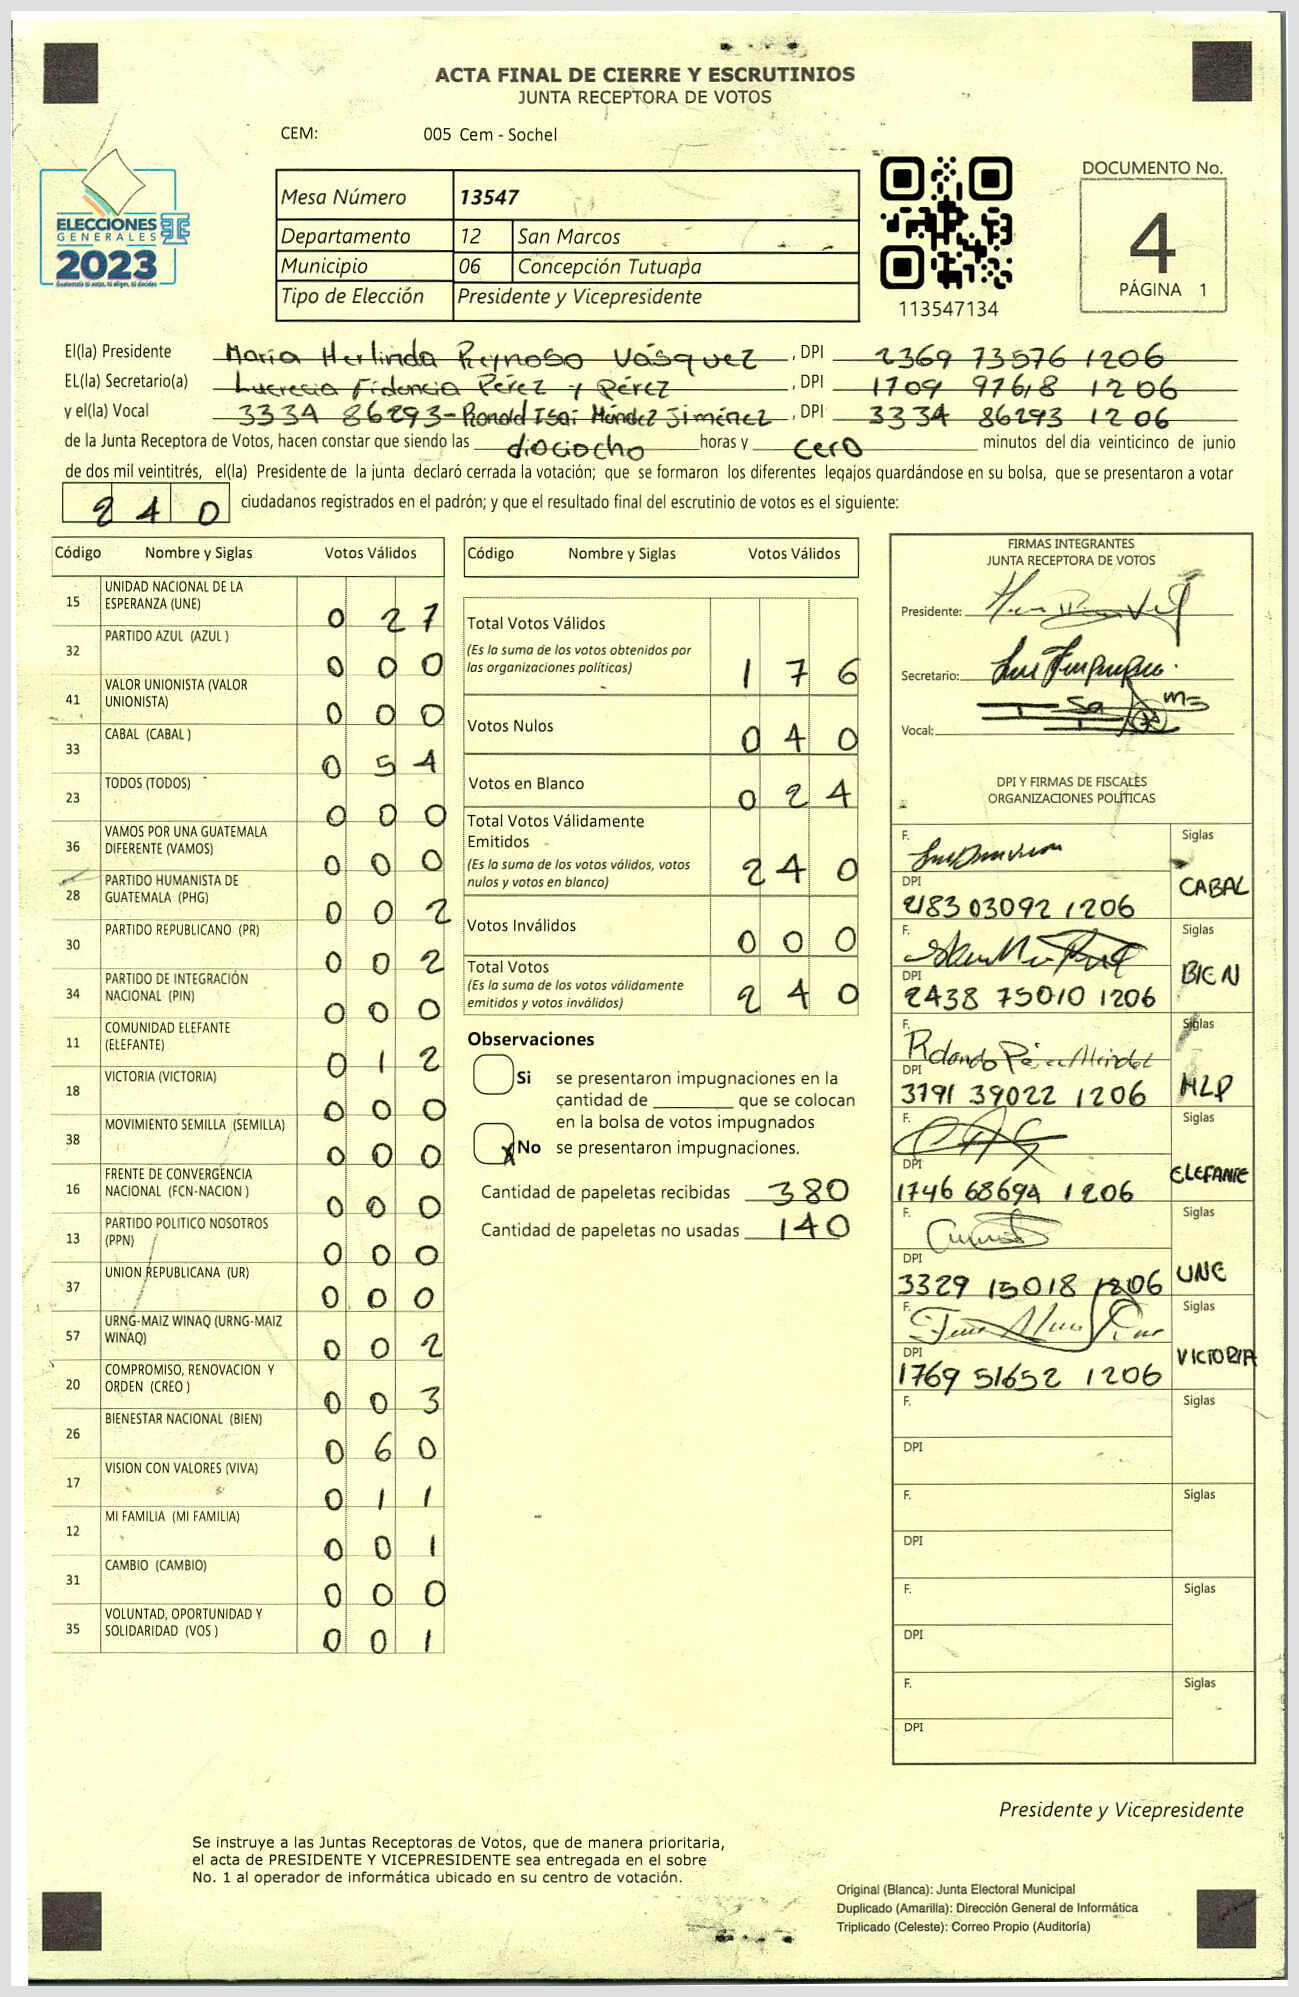 ACTA FINAL DE CIERRE Y ESCRUTINIOS
JUNTA RECEPTORA DE VOTOS
CEM: 005 Cem - Sochel
ELECCIONES
GENERALES
2023
Guatemala tú votas, tú eliges, tú decides
Mesa Número 13547
Departamento 12 San Marcos
Municipio 06 Concepción Tutuapa
Tipo de Elección Presidente y Vicepresidente
113547134
DOCUMENTO No.
4
PÁGINA 1
El(la) Presidente María Herlinda Reynoso Vásquez , DPI 2369 73576 1206
EL(la) Secretario(a) Lucrecia Fidencia Pérez y Pérez , DPI 1709 97618 1206
y el(la) Vocal 3334 86293- Ronald Isaí Méndez Jiménez , DPI 3334 86293 1206
de la Junta Receptora de Votos, hacen constar que siendo las dieciocho horas y cero minutos del día veinticinco de junio
de dos mil veintitrés, el(la) Presidente de la junta declaró cerrada la votación; que se formaron los diferentes legajos quardándose en su bolsa, que se presentaron a votar
240 ciudadanos registrados en el padrón; y que el resultado final del escrutinio de votos es el siguiente:
Código Nombre y Siglas Votos Válidos
15 UNIDAD NACIONAL DE LA ESPERANZA (UNE) 0 2 7
32 PARTIDO AZUL (AZUL ) 0 0 0
41 VALOR UNIONISTA (VALOR UNIONISTA) 0 0 0
33 CABAL (CABAL ) 0 5 4
23 TODOS (TODOS) 0 0 0
36 VAMOS POR UNA GUATEMALA DIFERENTE (VAMOS) 0 0 0
28 PARTIDO HUMANISTA DE GUATEMALA (PHG) 0 0 2
30 PARTIDO REPUBLICANO (PR) 0 0 2
34 PARTIDO DE INTEGRACIÓN NACIONAL (PIN) 0 0 0
11 COMUNIDAD ELEFANTE (ELEFANTE) 0 1 2
18 VICTORIA (VICTORIA) 0 0 0
38 MOVIMIENTO SEMILLA (SEMILLA) 0 0 0
16 FRENTE DE CONVERGENCIA NACIONAL (FCN-NACION ) 0 0 0
13 PARTIDO POLITICO NOSOTROS (PPN) 0 0 0
37 UNION REPUBLICANA (UR) 0 0 0
57 URNG-MAIZ WINAQ (URNG-MAIZ WINAQ) 0 0 2
20 COMPROMISO, RENOVACION Y ORDEN (CREO ) 0 0 3
26 BIENESTAR NACIONAL (BIEN) 0 6 0
17 VISION CON VALORES (VIVA) 0 1 1
12 MI FAMILIA (MI FAMILIA) 0 0 1
31 CAMBIO (CAMBIO) 0 0 0
35 VOLUNTAD, OPORTUNIDAD Y SOLIDARIDAD (VOS ) 0 0 1
Código Nombre y Siglas Votos Válidos
Total Votos Válidos
(Es la suma de los votos obtenidos por
las organizaciones políticas) 1 7 6
Votos Nulos 0 4 0
Votos en Blanco 0 2 4
Total Votos Válidamente
Emitidos
(Es la suma de los votos válidos, votos
nulos y votos en blanco) 2 4 0
Votos Inválidos 0 0 0
Total Votos
(Es la suma de los votos válidamente
emitidos y votos inválidos) 2 4 0
Observaciones
Si se presentaron impugnaciones en la
cantidad de ________ que se colocan
en la bolsa de votos impugnados
X No se presentaron impugnaciones.
Cantidad de papeletas recibidas 380
Cantidad de papeletas no usadas 140
FIRMAS INTEGRANTES
JUNTA RECEPTORA DE VOTOS
Presidente:
Secretario:
Vocal:
DPI Y FIRMAS DE FISCALES
ORGANIZACIONES POLÍTICAS
F. Siglas
CABAL
DPI
2183 03092 1206
F. Siglas
BIEN
DPI
2438 75010 1206
F. Rolando Pérez Méndez Siglas
MLP
DPI
3791 39022 1206
F. Siglas
ELEFANTE
DPI
1746 68694 1206
F. Siglas
UNE
DPI
3329 15018 1206
F. Siglas
VICTORIA
DPI
1769 51652 1206
F. Siglas
DPI
F. Siglas
DPI
F. Siglas
DPI
F. Siglas
DPI
Presidente y Vicepresidente
Se instruye a las Juntas Receptoras de Votos, que de manera prioritaria,
el acta de PRESIDENTE Y VICEPRESIDENTE sea entregada en el sobre
No. 1 al operador de informática ubicado en su centro de votación.
Original (Blanca): Junta Electoral Municipal
Duplicado (Amarilla): Dirección General de Informática
Triplicado (Celeste): Correo Propio (Auditoría)